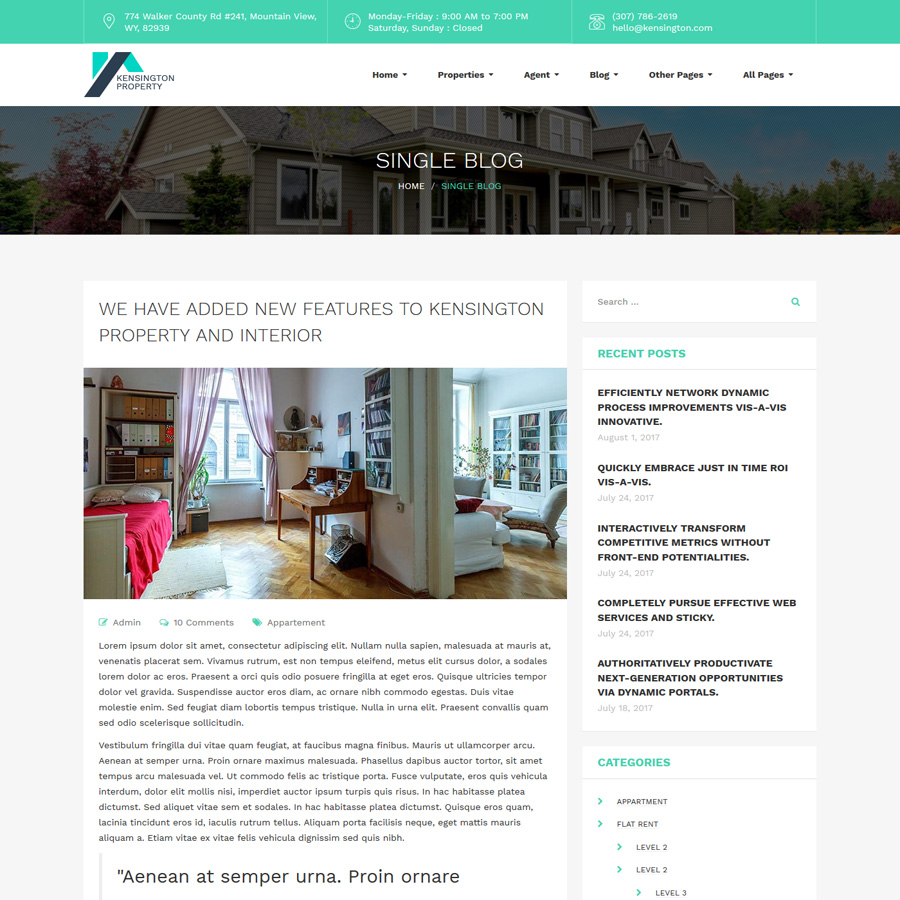 774 Walker County Rd #241, Mountain View,
WY, 82939
Monday-Friday : 9:00 AM to 7:00 PM
Saturday, Sunday : Closed
(307) 786-2619
hello@kensington.com
KENSINGTON
PROPERTY
Home
Properties
Agent
Blog
Other Pages
All Pages
SINGLE BLOG
HOME / SINGLE BLOG
WE HAVE ADDED NEW FEATURES TO KENSINGTON
PROPERTY AND INTERIOR
Admin
10 Comments
Appartement
Lorem ipsum dolor sit amet, consectetur adipiscing elit. Nullam nulla sapien, malesuada at mauris at,
venenatis placerat sem. Vivamus rutrum, est non tempus eleifend, metus elit cursus dolor, a sodales
lorem dolor ac eros. Praesent a orci quis odio posuere fringilla at eget eros. Quisque ultricies tempor
dolor vel gravida. Suspendisse auctor eros diam, ac ornare nibh commodo egestas. Duis vitae
molestie enim. Sed feugiat diam lobortis tempus tristique. Nulla in urna elit. Praesent convallis quam
sed odio scelerisque sollicitudin.
Vestibulum fringilla dui vitae quam feugiat, at faucibus magna finibus. Mauris ut ullamcorper arcu.
Aenean at semper urna. Proin ornare maximus malesuada. Phasellus dapibus auctor tortor, sit amet
tempus arcu malesuada vel. Ut commodo felis ac tristique porta. Fusce vulputate, eros quis vehicula
interdum, dolor elit mollis nisi, imperdiet auctor ipsum turpis quis risus. In hac habitasse platea
dictumst. Sed aliquet vitae sem et sodales. In hac habitasse platea dictumst. Quisque eros quam,
lacinia tincidunt eros id, iaculis rutrum tellus. Aliquam porta facilisis neque, eget mattis mauris
aliquam a. Etiam vitae ex vitae felis vehicula dignissim sed quis nibh.
"Aenean at semper urna. Proin ornare
Search ...
RECENT POSTS
EFFICIENTLY NETWORK DYNAMIC
PROCESS IMPROVEMENTS VIS-A-VIS
INNOVATIVE.
August 1, 2017
QUICKLY EMBRACE JUST IN TIME ROI
VIS-A-VIS.
July 24, 2017
INTERACTIVELY TRANSFORM
COMPETITIVE METRICS WITHOUT
FRONT-END POTENTIALITIES.
July 24, 2017
COMPLETELY PURSUE EFFECTIVE WEB
SERVICES AND STICKY.
July 24, 2017
AUTHORITATIVELY PRODUCTIVATE
NEXT-GENERATION OPPORTUNITIES
VIA DYNAMIC PORTALS.
July 18, 2017
CATEGORIES
APPARTMENT
FLAT RENT
LEVEL 2
LEVEL 2
LEVEL 3